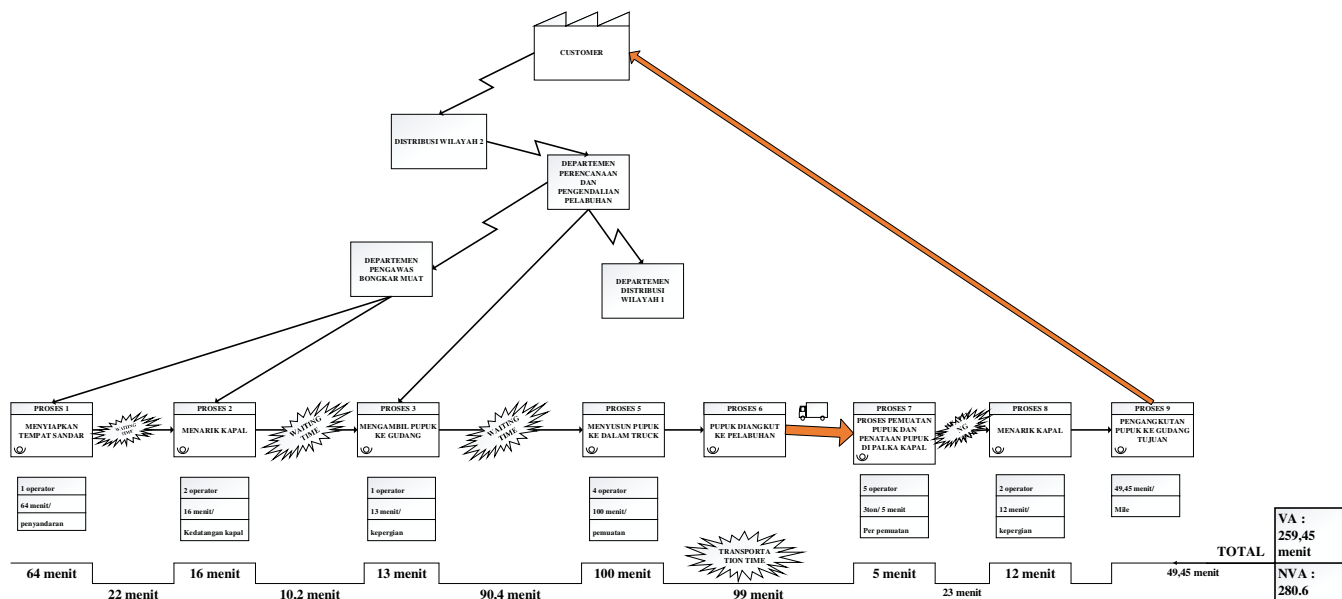 CUSTOMER
DISTRIBUSI WILAYAH 2
DEPARTEMEN
PERENCANAAN
DAN
PENGENDALIAN
PELABUHAN
DEPARTEMEN
PENGAWAS
BONGKAR MUAT
DEPARTEMEN
DISTRIBUSI
WILAYAH 1
PROSES 1
MENYIAPKAN
TEMPAT SANDAR
WAITING
TIME
PROSES 2
MENARIK KAPAL
WAITING
TIME
PROSES 3
MENGAMBIL PUPUK
KE GUDANG
WAITING
TIME
PROSES 5
MENYUSUN PUPUK
KE DALAM TRUCK
PROSES 6
PUPUK DIANGKUT
KE PELABUHAN
PROSES 7
PROSES PEMUATAN
PUPUK DAN
PENATAAN PUPUK
DI PALKA KAPAL
NG
PROSES 8
MENARIK KAPAL
PROSES 9
PENGANGKUTAN
PUPUK KE GUDANG
TUJUAN
1 operator
64 menit/
penyandaran
2 operator
16 menit/
Kedatangan kapal
1 operator
13 menit/
kepergian
4 operator
100 menit/
pemuatan
5 operator
3ton/ 5 menit
Per pemuatan
2 operator
12 menit/
kepergian
49,45 menit/
Mile
TRANSPORTA
TION TIME
64 menit
22 menit
16 menit
10,2 menit
13 menit
90,4 menit
100 menit
99 menit
5 menit
23 menit
12 menit
49,45 menit
TOTAL
VA :
259,45
menit
NVA :
280.6